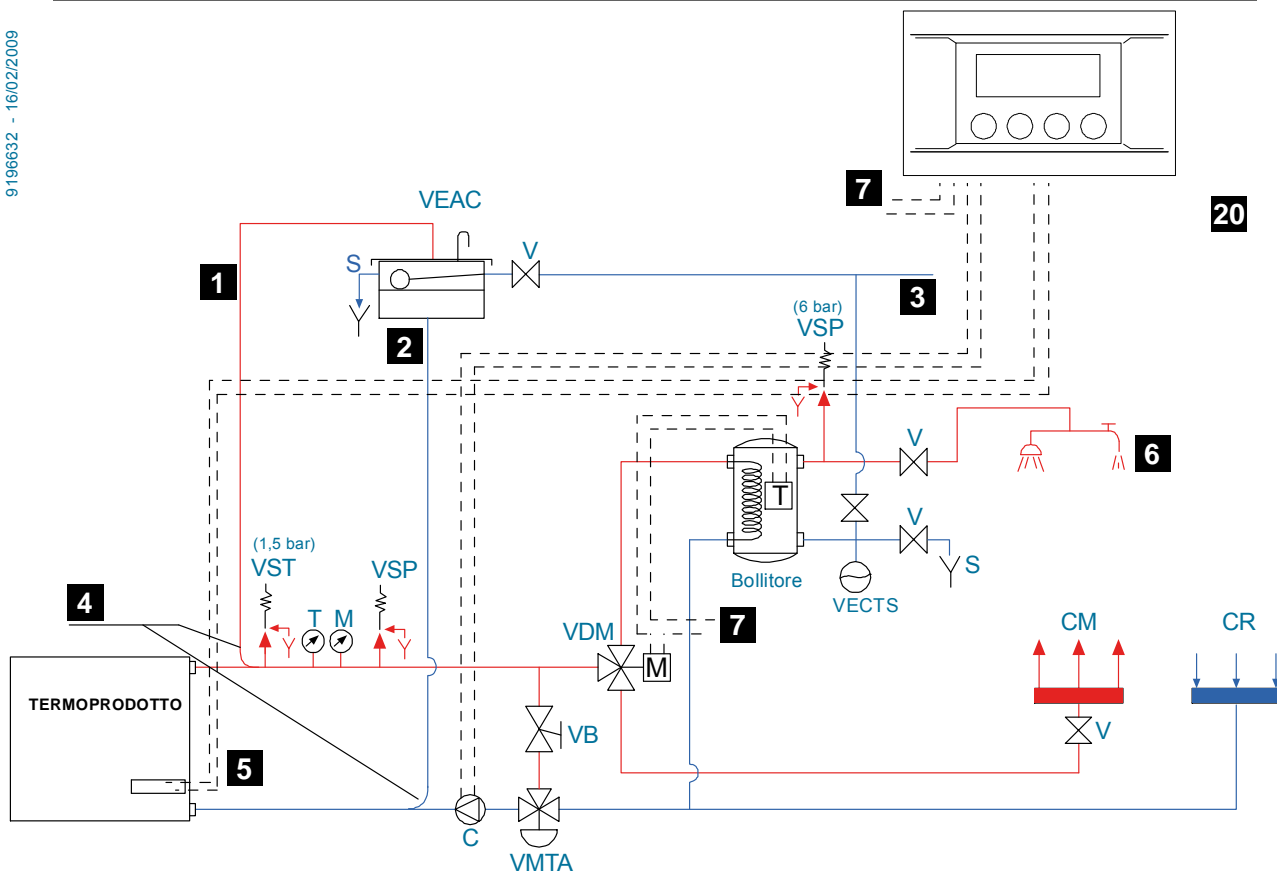 9196632 - 16/02/2009
7
20
VEAC
V
S
1
3
2
(6 bar)
VSP
V
6
T
V
(1,5 bar)
VST
VSP
S
Bollitore
VECTS
4
T M
7
VDM
CM
CR
M
TERMOPRODOTTO
VB
V
5
C
VMTA